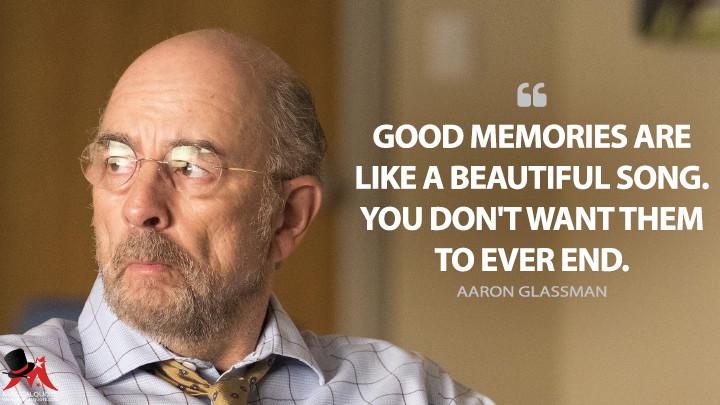 “
GOOD MEMORIES ARE
LIKE A BEAUTIFUL SONG.
YOU DON'T WANT THEM
TO EVER END.
AARON GLASSMAN